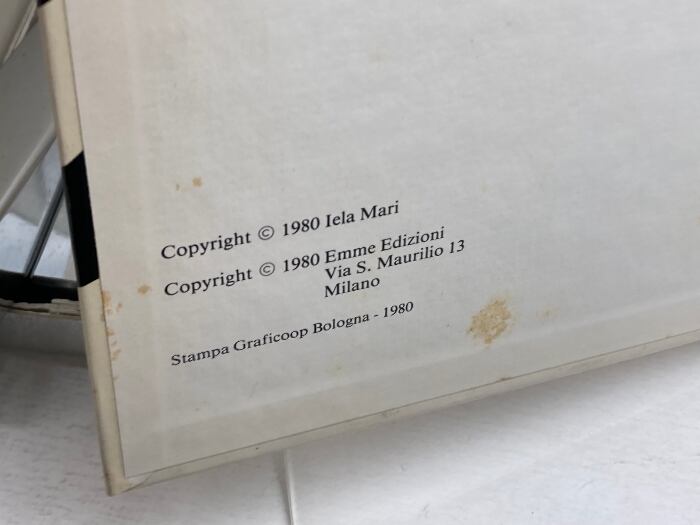 Copyright © 1980 Iela Mari
Copyright © 1980 Emme Edizioni
Via S. Maurilio 13
Milano
Stampa Graficoop Bologna - 1980